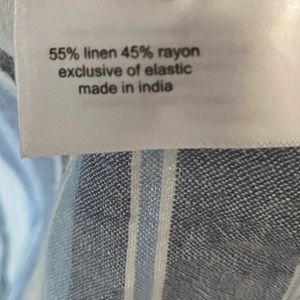 55% linen 45% rayon
exclusive of elastic
made in india